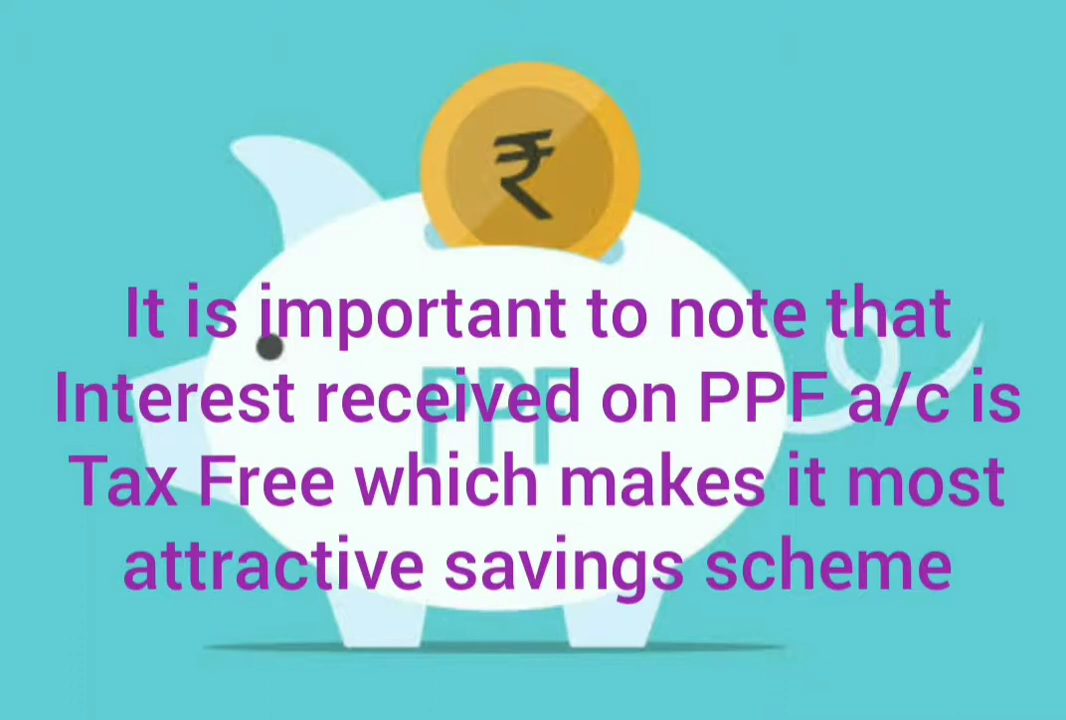 ₹
It is important to note that
Interest received on PPF a/c is
PPF
Tax Free which makes it most
attractive savings scheme